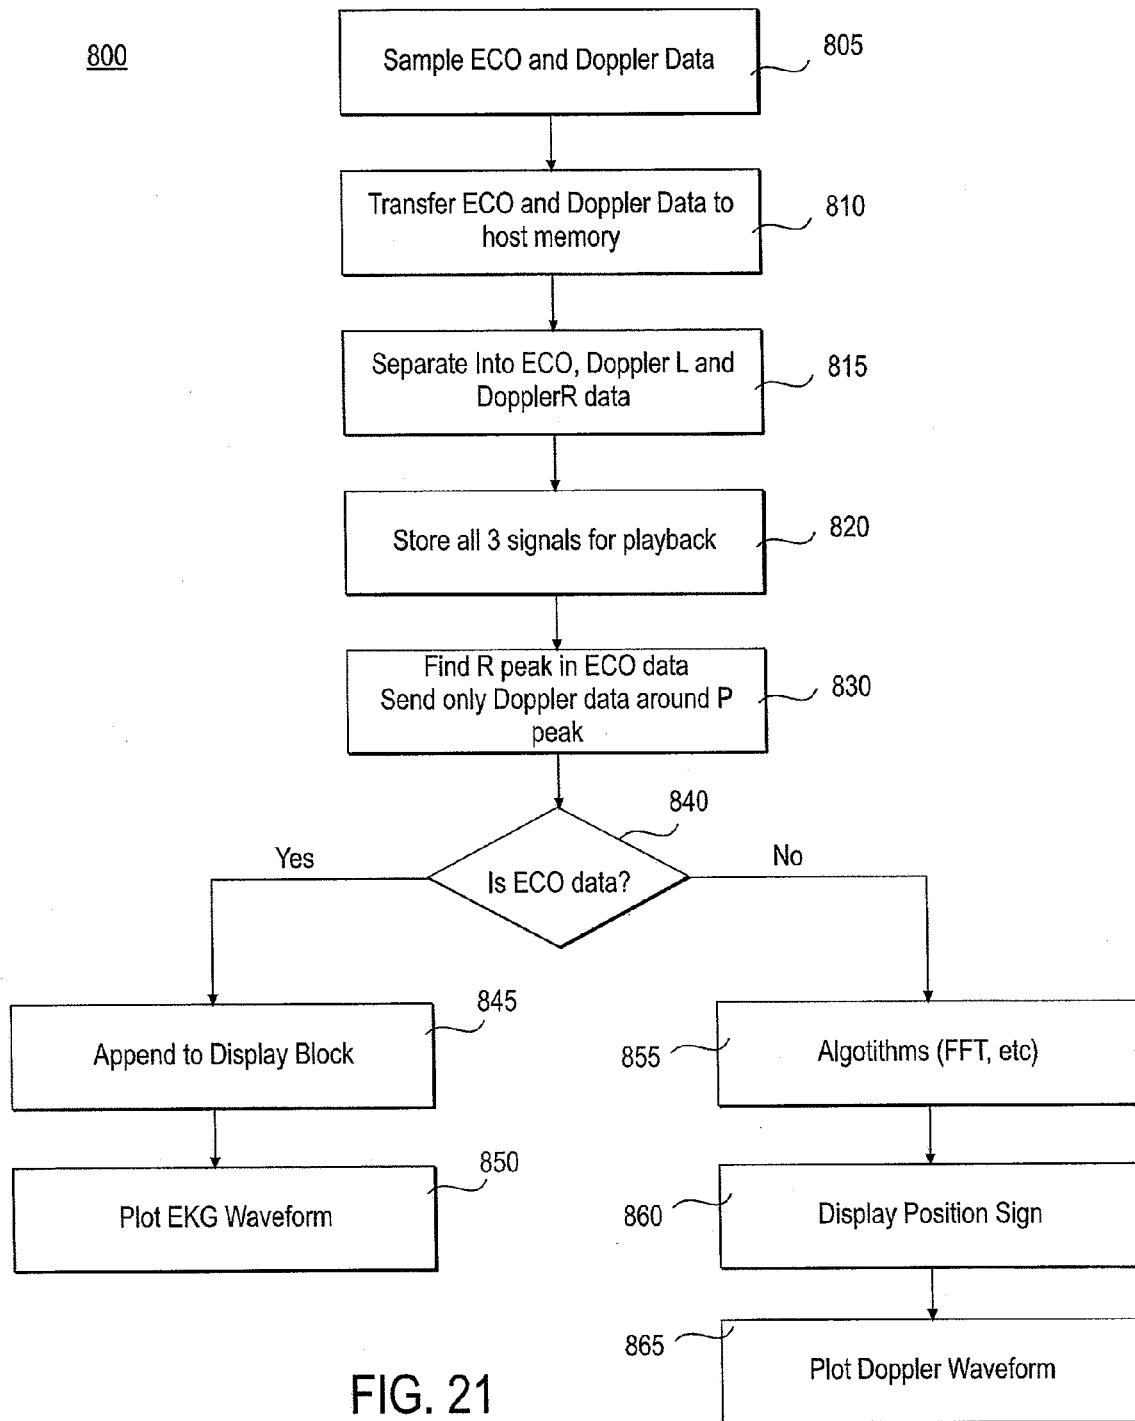 800
Sample ECO and Doppler Data
805
Transfer ECO and Doppler Data to
host memory
810
Separate Into ECO, Doppler L and
DopplerR data
815
Store all 3 signals for playback
820
Find R peak in ECO data
Send only Doppler data around P
peak
830
840
Is ECO data?
Yes
No
845
Append to Display Block
850
Plot EKG Waveform
855
Algotithms (FFT, etc)
860
Display Position Sign
865
Plot Doppler Waveform
FIG. 21